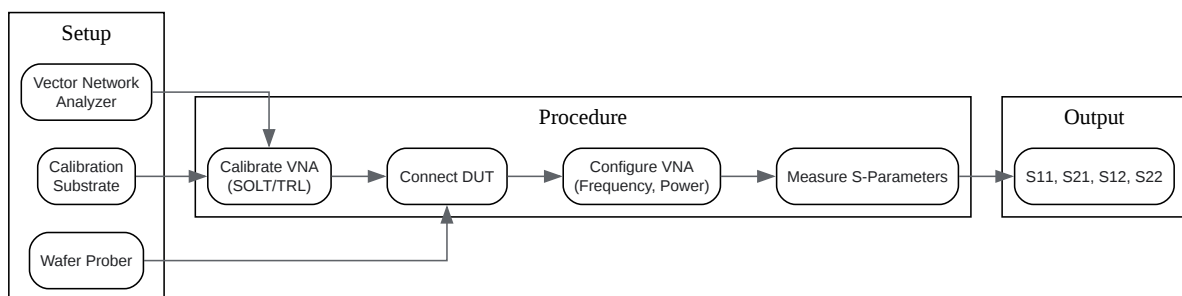 Setup
Vector Network
Analyzer
Calibration
Substrate
Wafer Prober
Procedure
Calibrate VNA
(SOLT/TRL)
Connect DUT
Configure VNA
(Frequency, Power)
Measure S-Parameters
Output
S11, S21, S12, S22